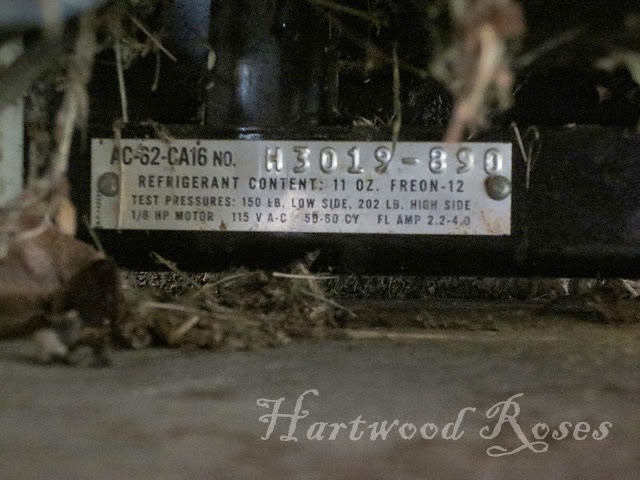 AC-62-CA16 NO. H3019-890
REFRIGERANT CONTENT: 11 OZ. FREON-12
TEST PRESSURES: 150 LB. LOW SIDE, 202 LB. HIGH SIDE
1/8 HP MOTOR 115 V A-C 50-60 CY FL AMP 2.2-4.0
Hartwood Roses